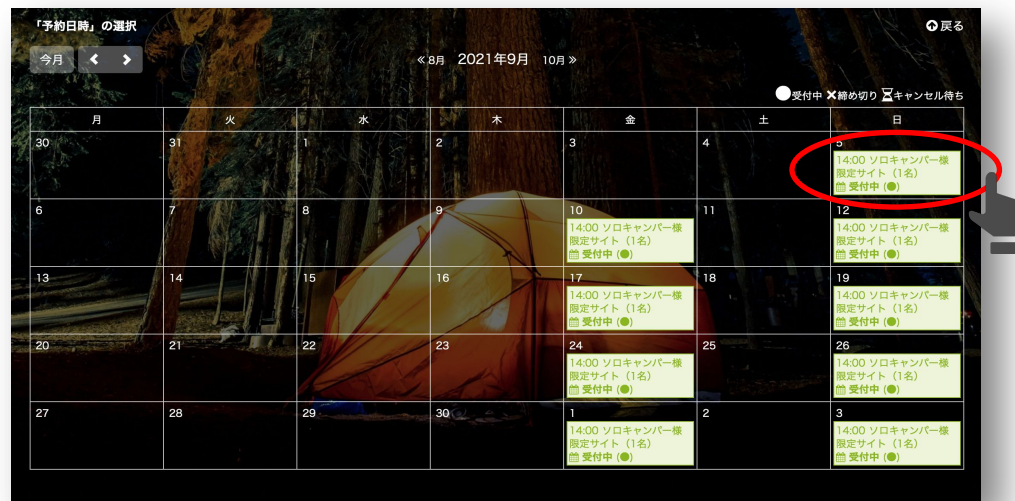 「予約日時」の選択
戻る
今月
≪ 8月 2021年9月 10月 ≫
受付中 ✕締め切り キャンセル待ち
月 火 水 木 金 土 日
30 31 1 2 3 4 5
14:00 ソロキャンパー様
限定サイト（1名）
受付中 (●)
6 7 8 9 10 11 12
14:00 ソロキャンパー様
限定サイト（1名）
受付中 (●)
14:00 ソロキャンパー様
限定サイト（1名）
受付中 (●)
13 14 15 16 17 18 19
14:00 ソロキャンパー様
限定サイト（1名）
受付中 (●)
14:00 ソロキャンパー様
限定サイト（1名）
受付中 (●)
20 21 22 23 24 25 26
14:00 ソロキャンパー様
限定サイト（1名）
受付中 (●)
14:00 ソロキャンパー様
限定サイト（1名）
受付中 (●)
27 28 29 30 1 2 3
14:00 ソロキャンパー様
限定サイト（1名）
受付中 (●)
14:00 ソロキャンパー様
限定サイト（1名）
受付中 (●)